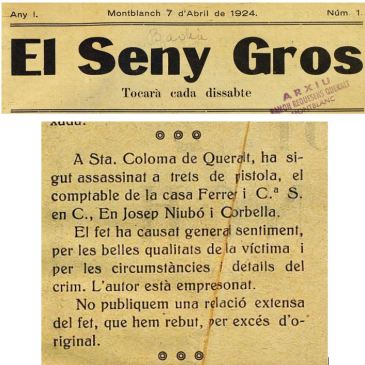 Any I.
Montblanch 7 d'Abril de 1924.
Núm. 1.
El Seny Gros
Tocarà cada dissabte
ARXIU
MONTBLANC
A Sta. Coloma de Queralt, ha si-
gut assassinat a trets de pistola, el
comptable de la casa Ferrer i C.ª S.
en C., En Josep Niubó i Corbella.
El fet ha causat general sentiment,
per les belles qualitats de la víctima i
per les circumstàncies i detalls del
crim. L'autor està empresonat.
No publiquem una relació extensa
del fet, que hem rebut, per excés d'o-
riginal.